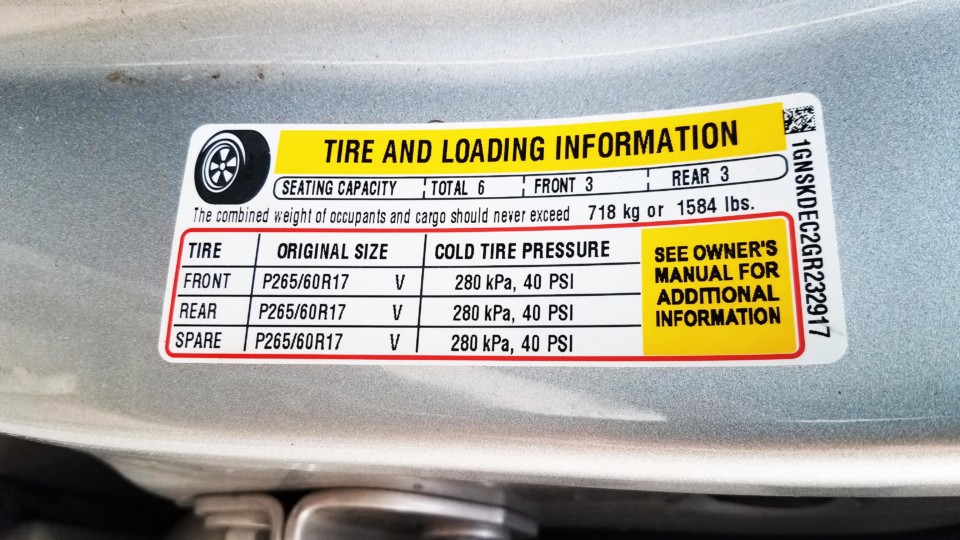 TIRE AND LOADING INFORMATION
SEATING CAPACITY TOTAL 6 FRONT 3 REAR 3
The combined weight of occupants and cargo should never exceed 718 kg or 1584 lbs.
TIRE ORIGINAL SIZE COLD TIRE PRESSURE
FRONT P265/60R17 V 280 kPa, 40 PSI
REAR P265/60R17 V 280 kPa, 40 PSI
SPARE P265/60R17 V 280 kPa, 40 PSI
SEE OWNER'S
MANUAL FOR
ADDITIONAL
INFORMATION
1GNSKDEC2GR232917